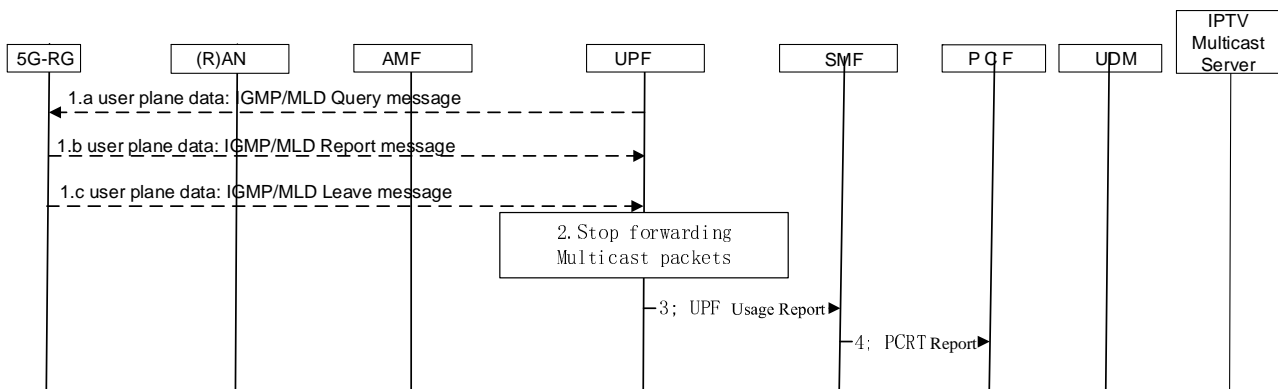 IPTV
Multicast
Server
5G-RG (R)AN AMF UPF SMF P C F UDM
1.a user plane data: IGMP/MLD Query message
1.b user plane data: IGMP/MLD Report message
1.c user plane data: IGMP/MLD Leave message
2.Stop forwarding
Multicast packets
3; UPF Usage Report
4; PCRT Report